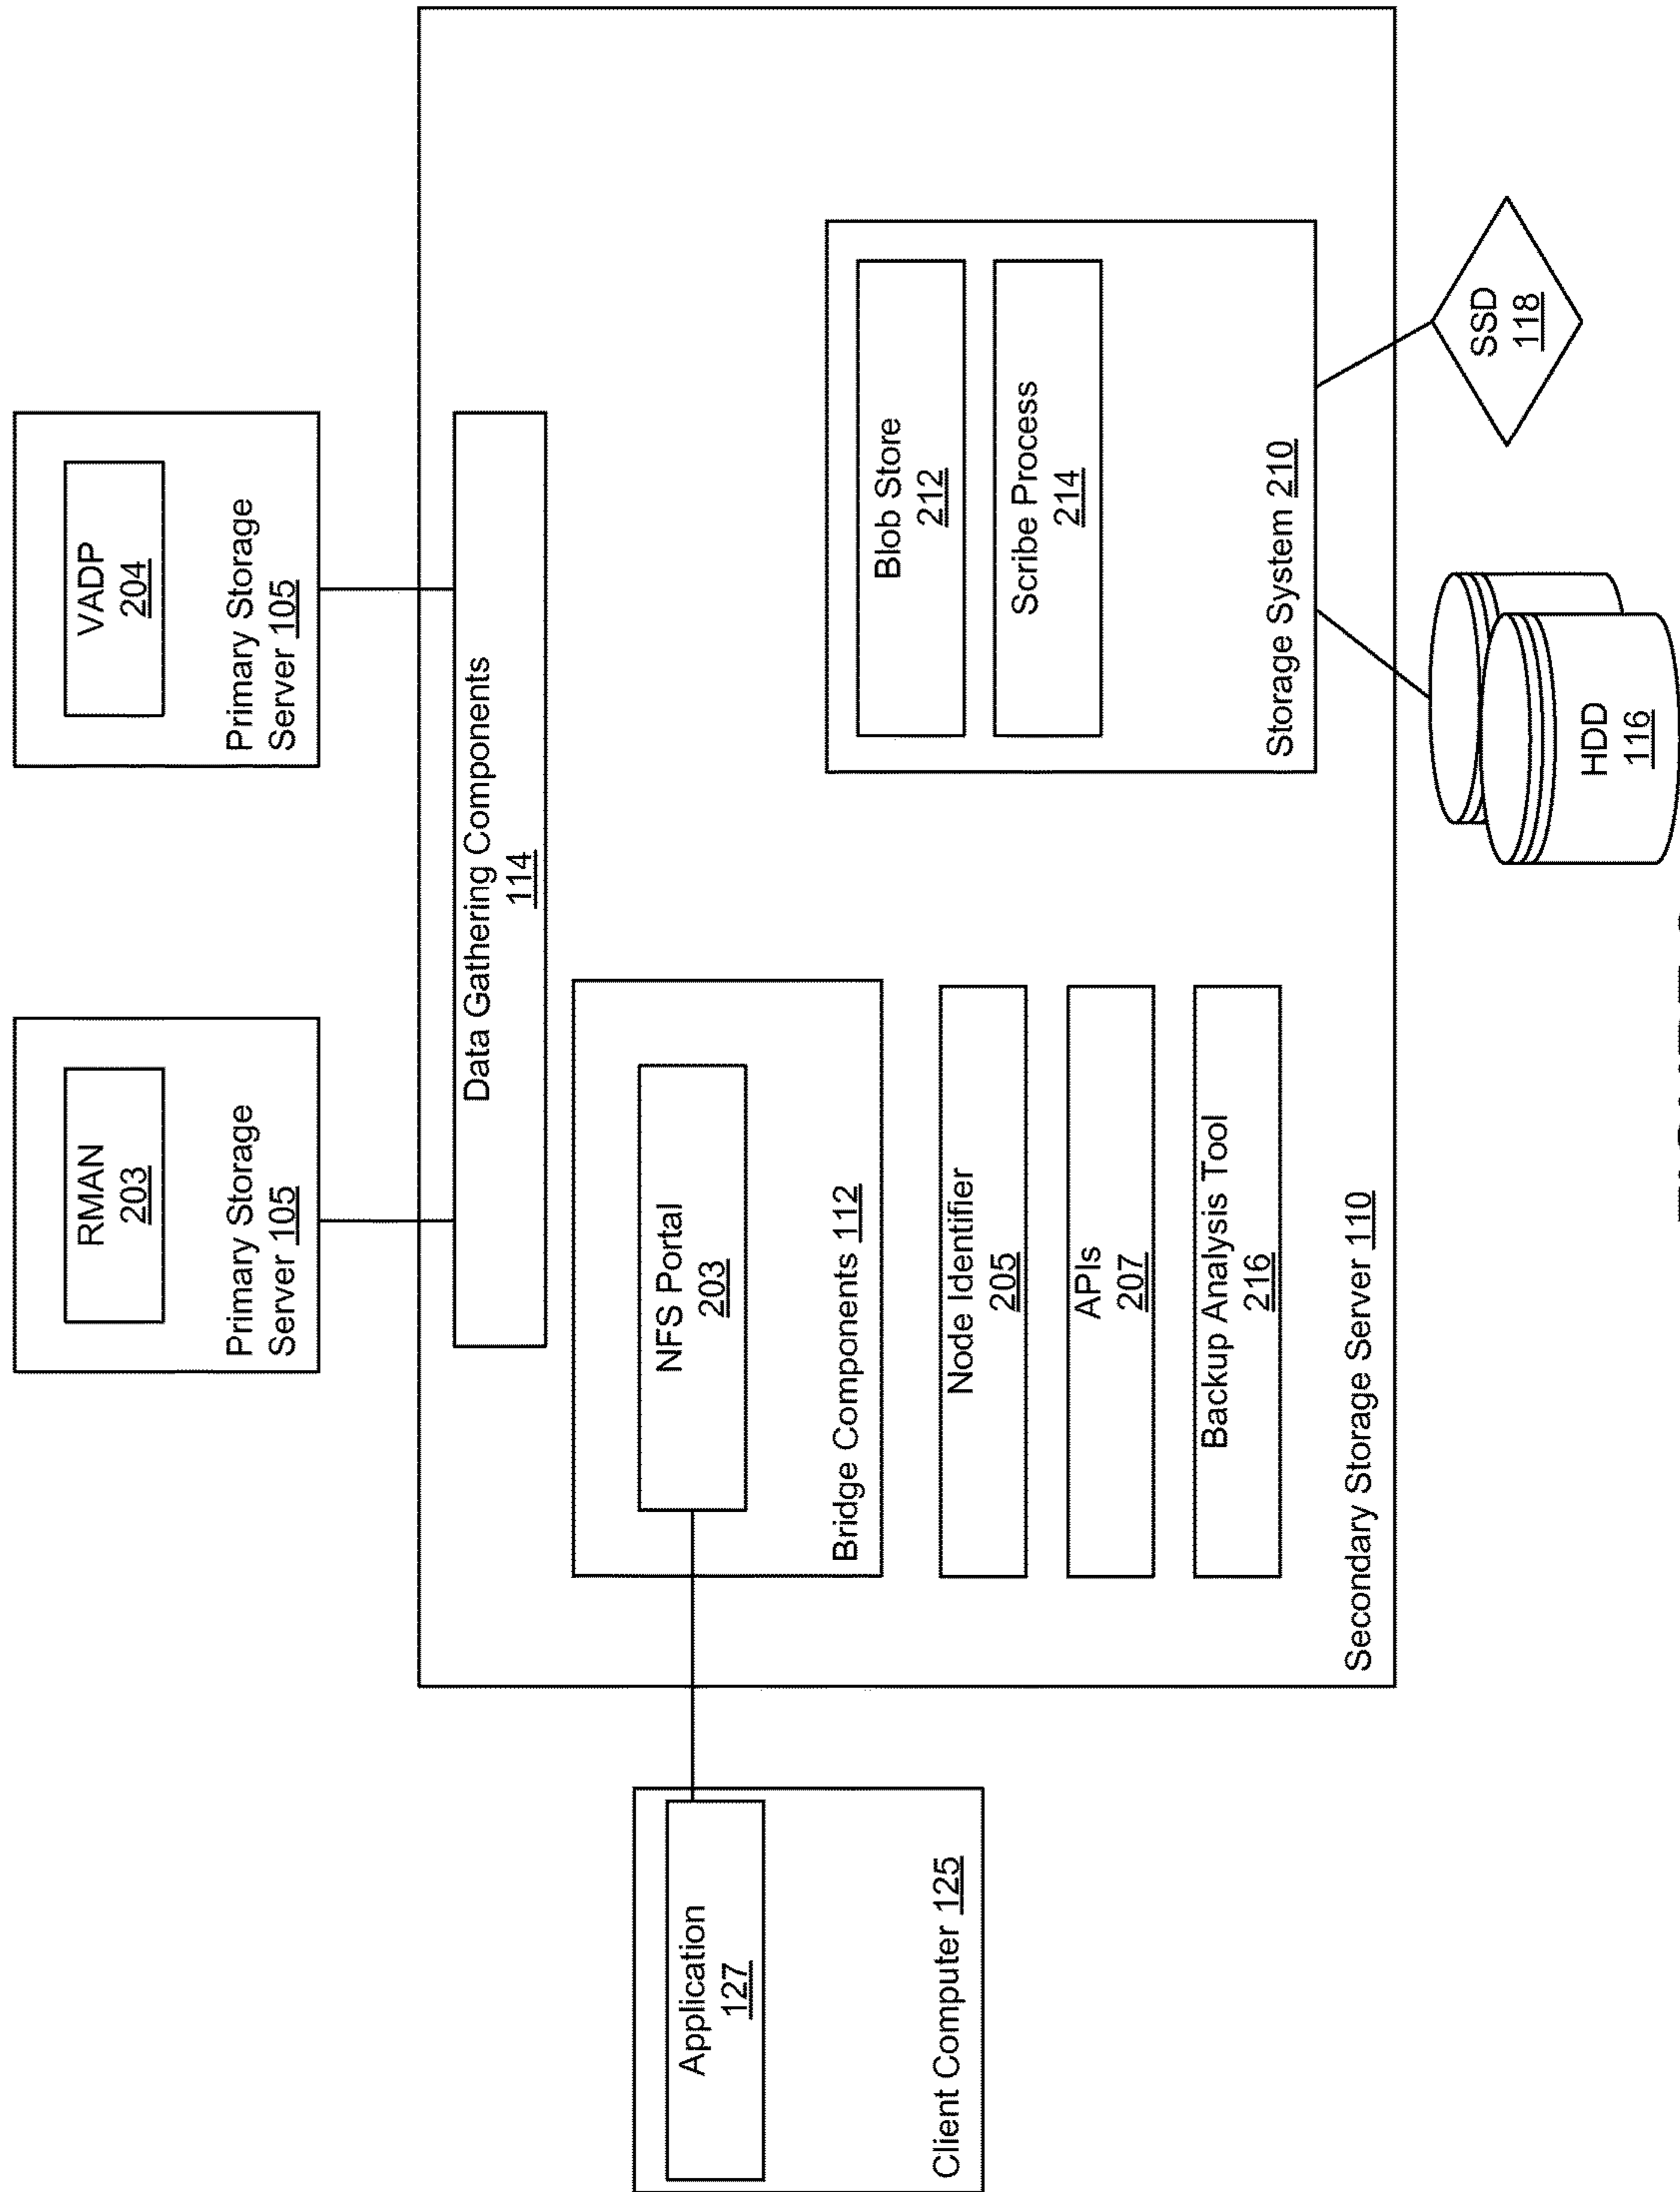 RMAN
203
Primary Storage
Server 105
VADP
204
Primary Storage
Server 105
Data Gathering Components
114
Application
127
Client Computer 125
NFS Portal
203
Bridge Components 112
Node Identifier
205
APIs
207
Backup Analysis Tool
216
Secondary Storage Server 110
Blob Store
212
Scribe Process
214
Storage System 210
HDD
116
SSD
118